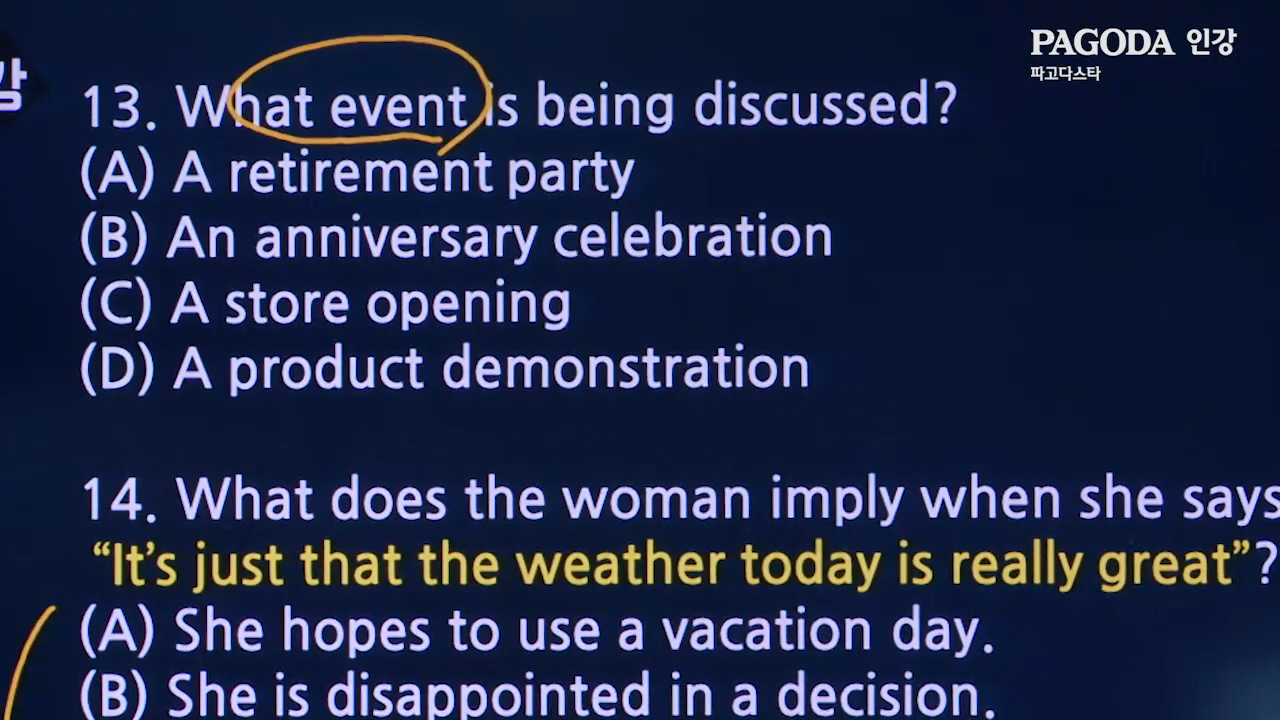 PAGODA 인강
파고다스타
강
13. What event is being discussed?
(A) A retirement party
(B) An anniversary celebration
(C) A store opening
(D) A product demonstration
14. What does the woman imply when she says
“It’s just that the weather today is really great”?
(A) She hopes to use a vacation day.
(B) She is disappointed in a decision.